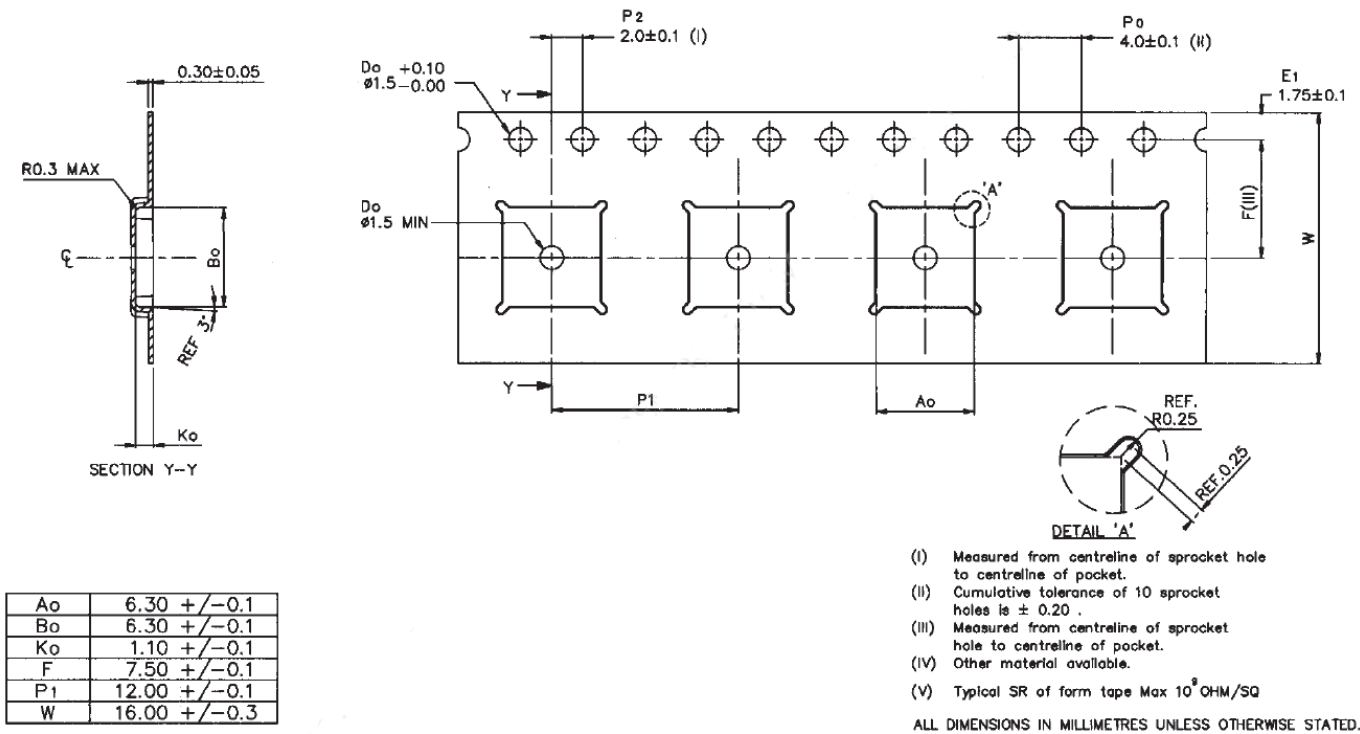 P2
2.0±0.1 (I)
Po
4.0±0.1 (II)
0.30±0.05
Do +0.10
ø1.5-0.00
Y
E1
1.75±0.1
R0.3 MAX
'A'
Do
ø1.5 MIN
F(III)
W
℄
Bo
REF 3°
Y
P1
Ao
Ko
SECTION Y-Y
REF.
R0.25
REF.0.25
DETAIL 'A'
(I) Measured from centreline of sprocket hole
to centreline of pocket.
(II) Cumulative tolerance of 10 sprocket
holes is ± 0.20 .
(III) Measured from centreline of sprocket
hole to centreline of pocket.
(IV) Other material available.
(V) Typical SR of form tape Max 10⁹ OHM/SQ
ALL DIMENSIONS IN MILLIMETRES UNLESS OTHERWISE STATED.
Ao 6.30 +/-0.1
Bo 6.30 +/-0.1
Ko 1.10 +/-0.1
F 7.50 +/-0.1
P1 12.00 +/-0.1
W 16.00 +/-0.3